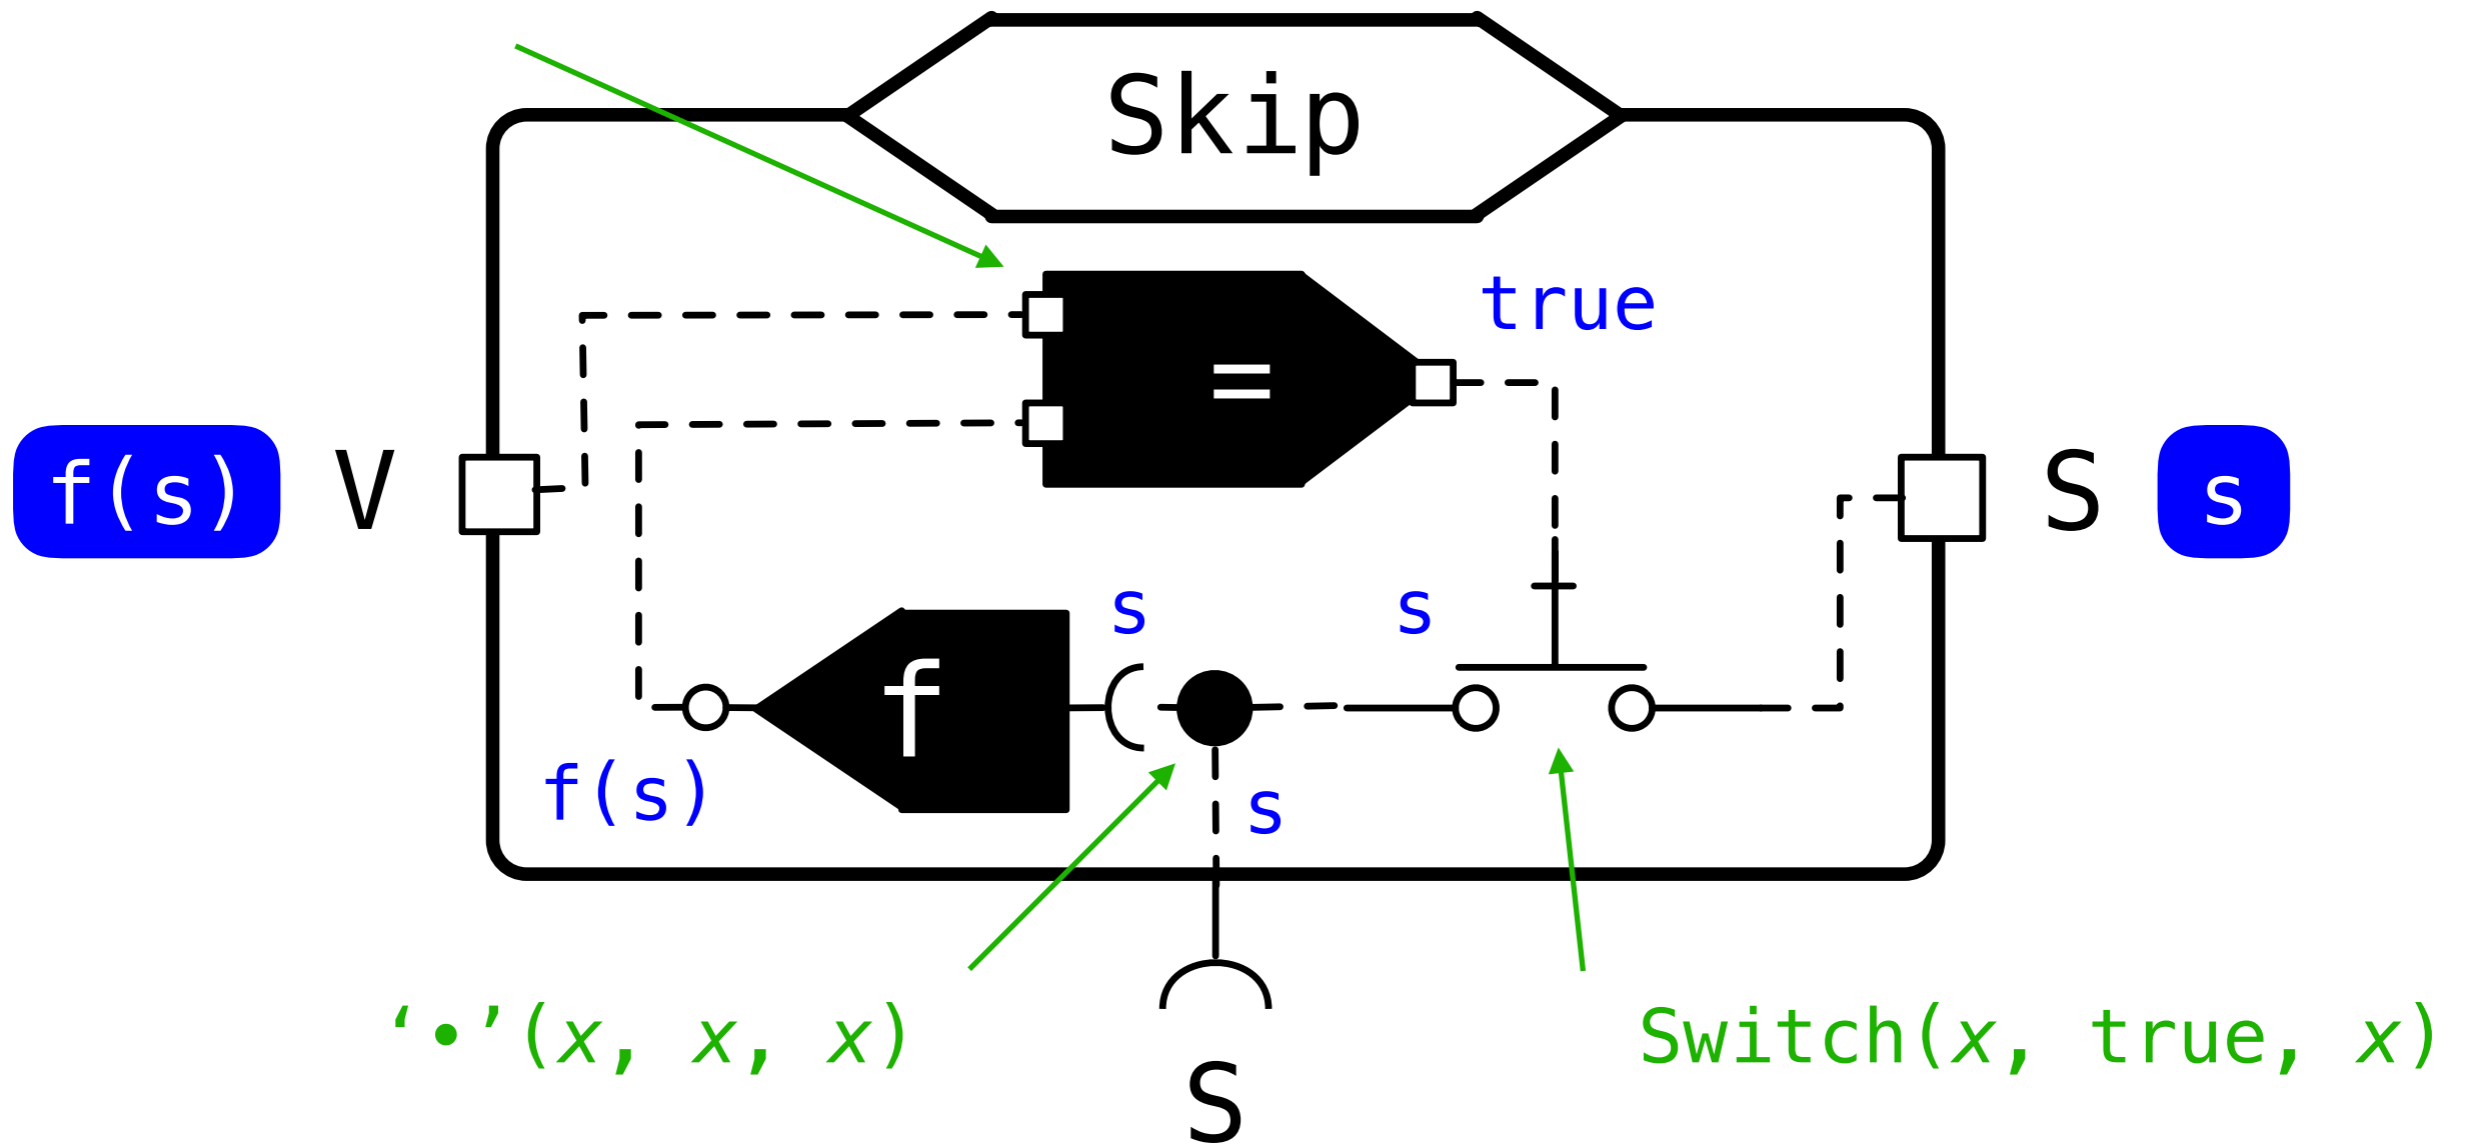 Skip
=
true
f(s)
V
S
s
s
s
f
f(s)
s
‘•’(x, x, x)
Switch(x, true, x)
S